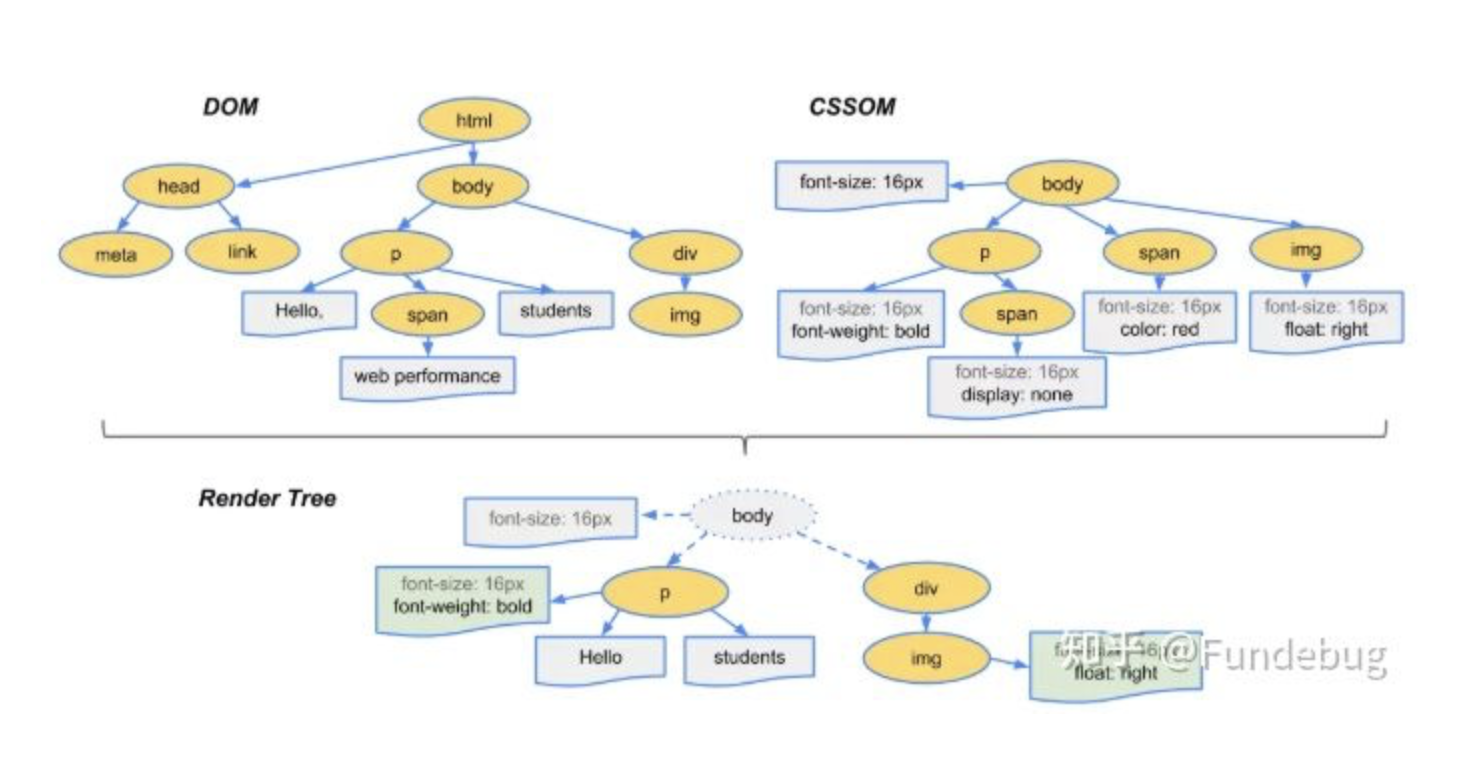 DOM
CSSOM
html
head
body
meta
link
p
div
Hello,
span
students
img
web performance
font-size: 16px
body
p
span
img
font-size: 16px
font-weight: bold
span
font-size: 16px
color: red
font-size: 16px
float: right
font-size: 16px
display: none
Render Tree
font-size: 16px
body
font-size: 16px
font-weight: bold
p
div
Hello
students
img
font-size: 16px
float: right
知乎 @Fundebug